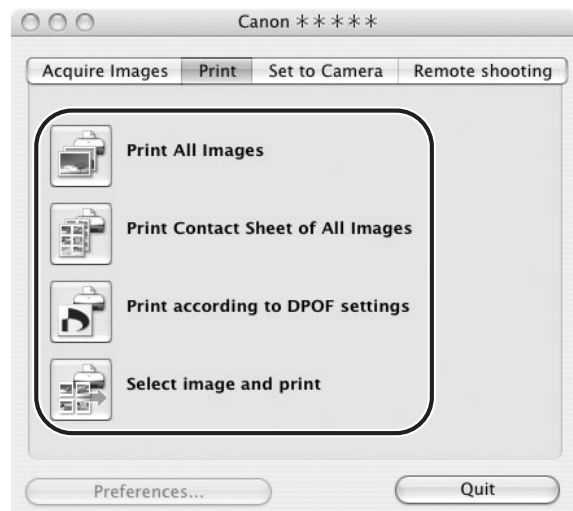 Canon ＊＊＊＊＊
Acquire Images Print Set to Camera Remote shooting
Print All Images
Print Contact Sheet of All Images
Print according to DPOF settings
Select image and print
Preferences... Quit